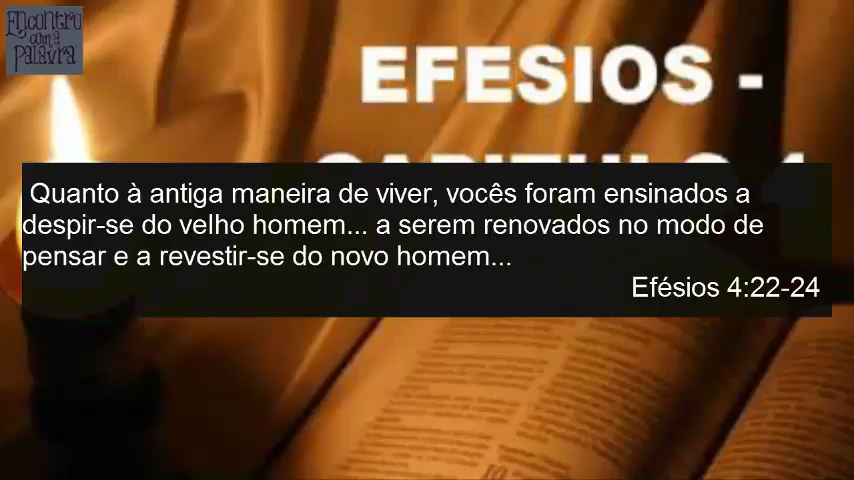 Encontro
com a
Palavra
EFESIOS -
Quanto à antiga maneira de viver, vocês foram ensinados a
despir-se do velho homem... a serem renovados no modo de
pensar e a revestir-se do novo homem...
Efésios 4:22-24